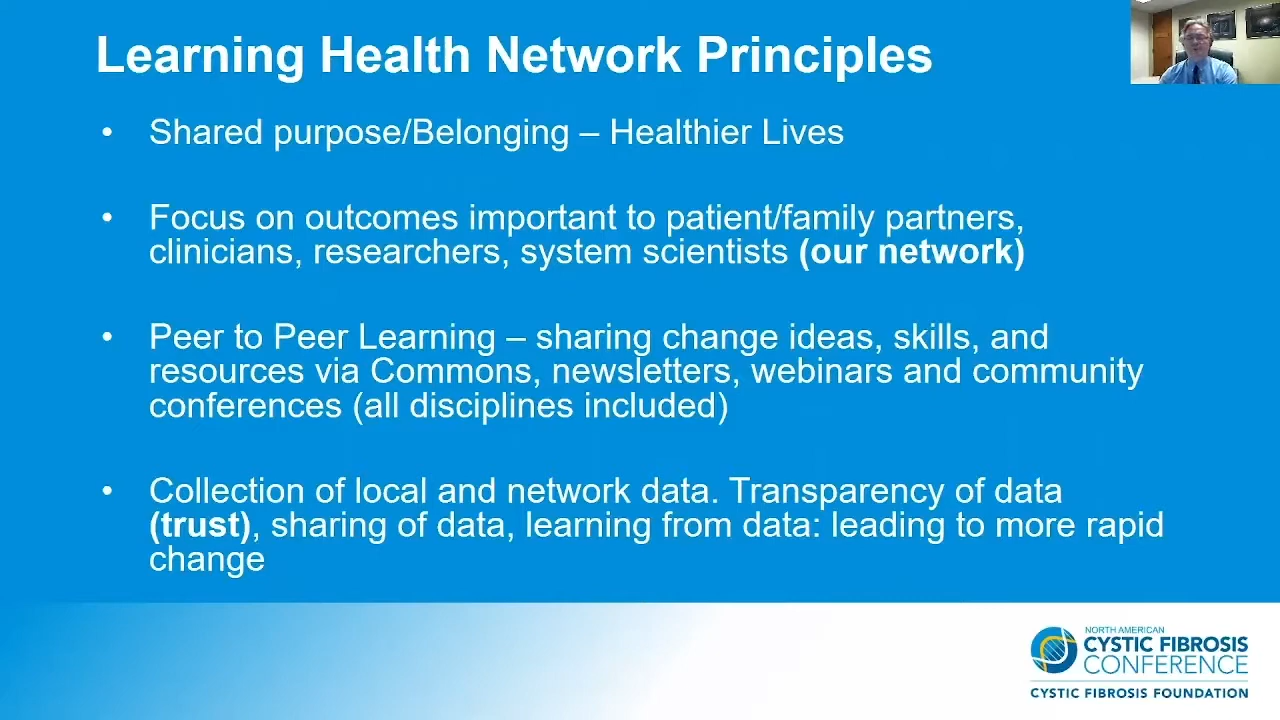 Learning Health Network Principles
• Shared purpose/Belonging – Healthier Lives
• Focus on outcomes important to patient/family partners,
clinicians, researchers, system scientists (our network)
• Peer to Peer Learning – sharing change ideas, skills, and
resources via Commons, newsletters, webinars and community
conferences (all disciplines included)
• Collection of local and network data. Transparency of data
(trust), sharing of data, learning from data: leading to more rapid
change
NORTH AMERICAN
CYSTIC FIBROSIS
CONFERENCE
CYSTIC FIBROSIS FOUNDATION